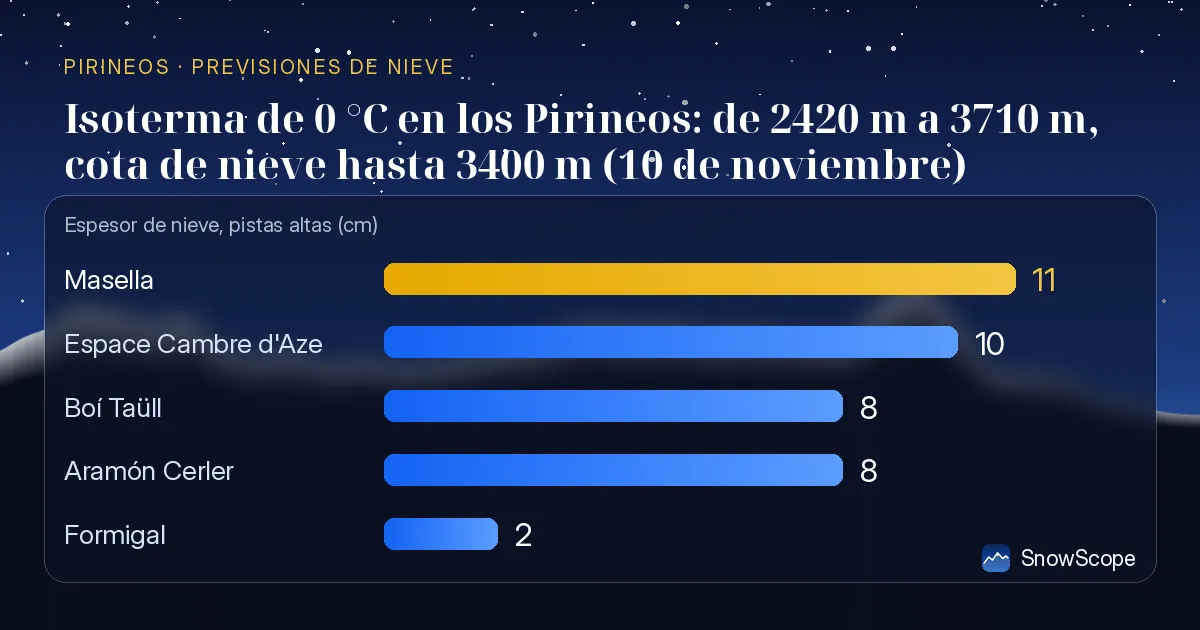 PIRINEOS · PREVISIONES DE NIEVE
Isoterma de 0 °C en los Pirineos: de 2420 m a 3710 m,
cota de nieve hasta 3400 m (10 de noviembre)
Espesor de nieve, pistas altas (cm)
Masella 11
Espace Cambre d'Aze 10
Boí Taüll 8
Aramón Cerler 8
Formigal 2
SnowScope